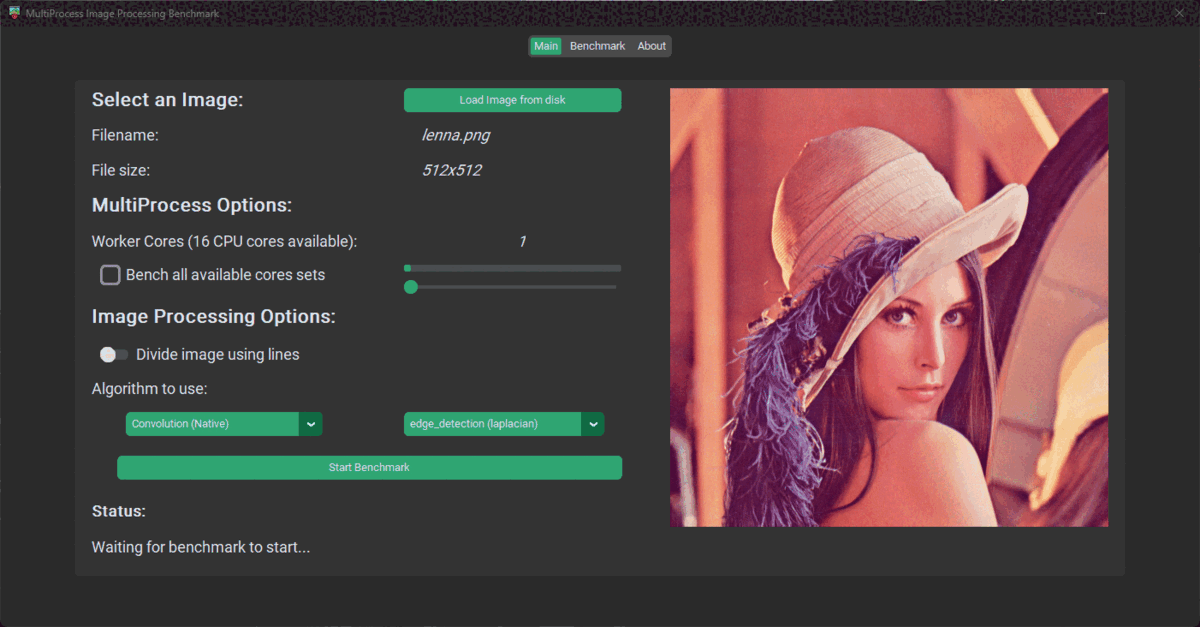 MultiProcess Image Processing Benchmark
Main Benchmark About
Select an Image:
Load Image from disk
Filename:
lenna.png
File size:
512x512
MultiProcess Options:
Worker Cores (16 CPU cores available):
1
Bench all available cores sets
Image Processing Options:
Divide image using lines
Algorithm to use:
Convolution (Native)
edge_detection (laplacian)
Start Benchmark
Status:
Waiting for benchmark to start...